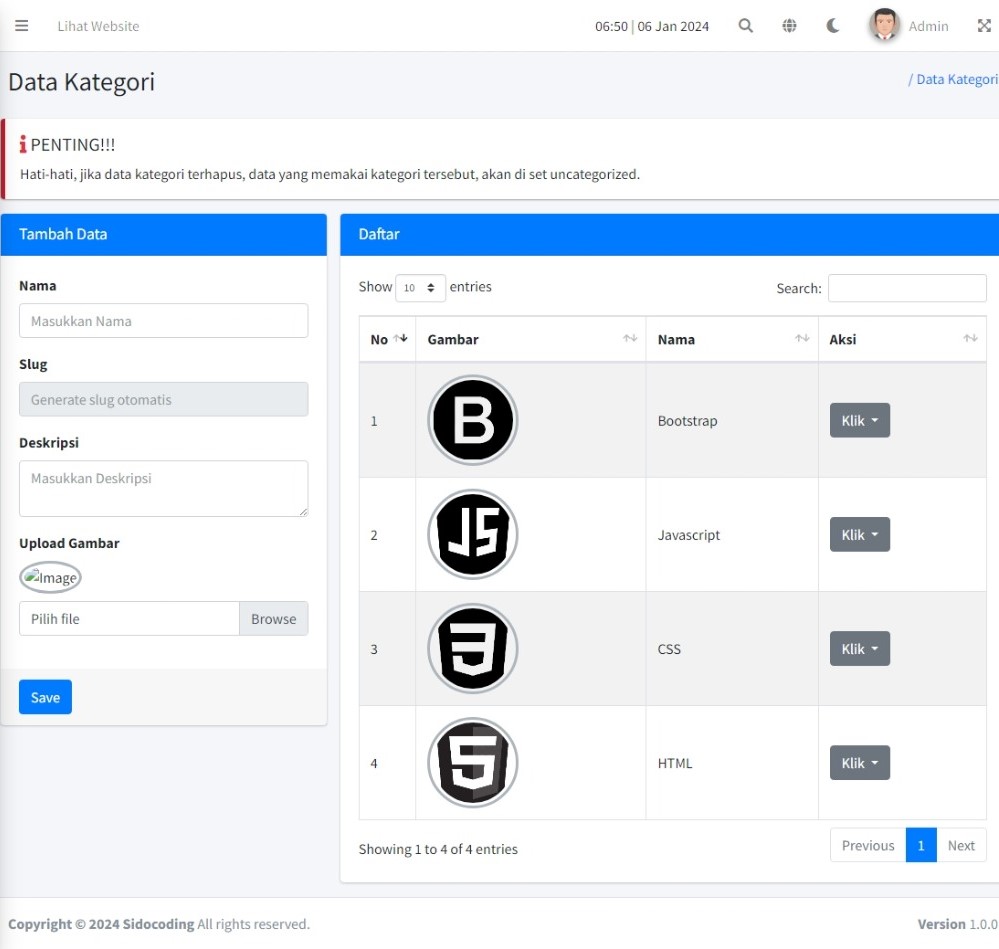 Lihat Website 06:50 | 06 Jan 2024 Admin
Data Kategori / Data Kategori
PENTING!!!
Hati-hati, jika data kategori terhapus, data yang memakai kategori tersebut, akan di set uncategorized.
Tambah Data
Nama
Masukkan Nama
Slug
Generate slug otomatis
Deskripsi
Masukkan Deskripsi
Upload Gambar
Image
Pilih file Browse
Save
Daftar
Show 10 entries Search:
No Gambar Nama Aksi
1 B Bootstrap Klik
2 JS Javascript Klik
3 3 CSS Klik
4 5 HTML Klik
Showing 1 to 4 of 4 entries Previous 1 Next
Copyright © 2024 Sidocoding All rights reserved. Version 1.0.0